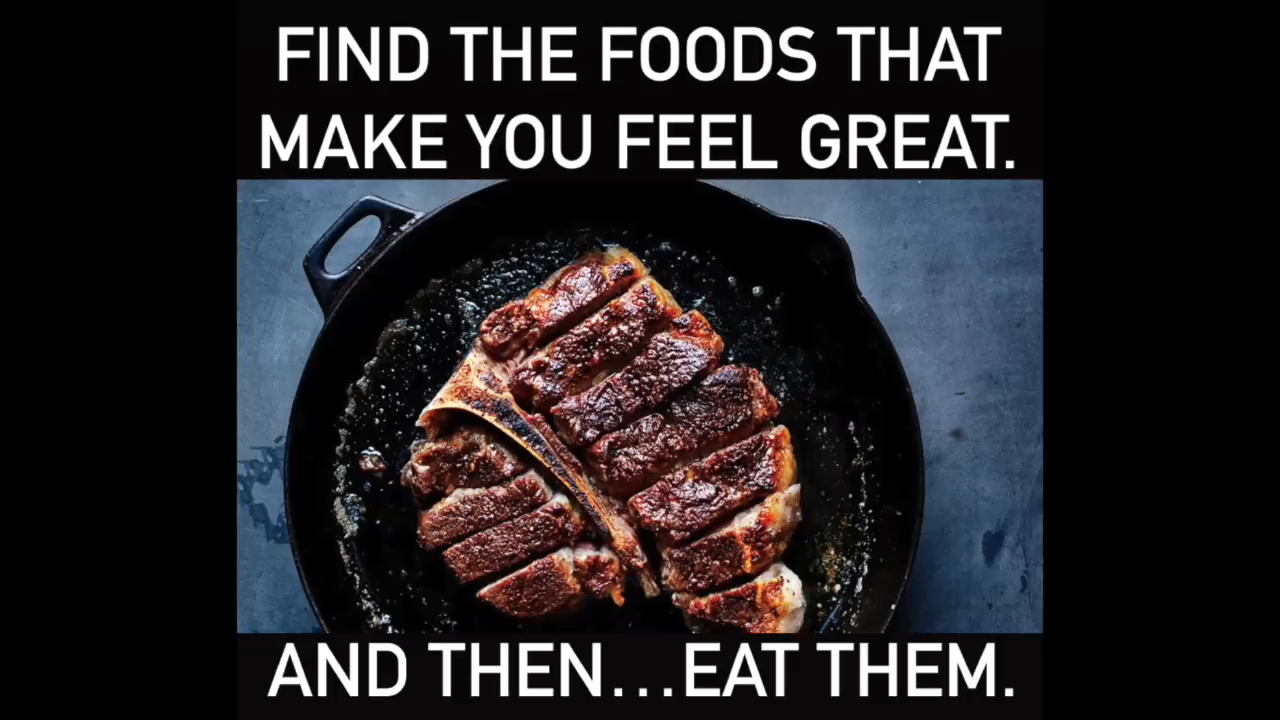 FIND THE FOODS THAT
MAKE YOU FEEL GREAT.
AND THEN...EAT THEM.